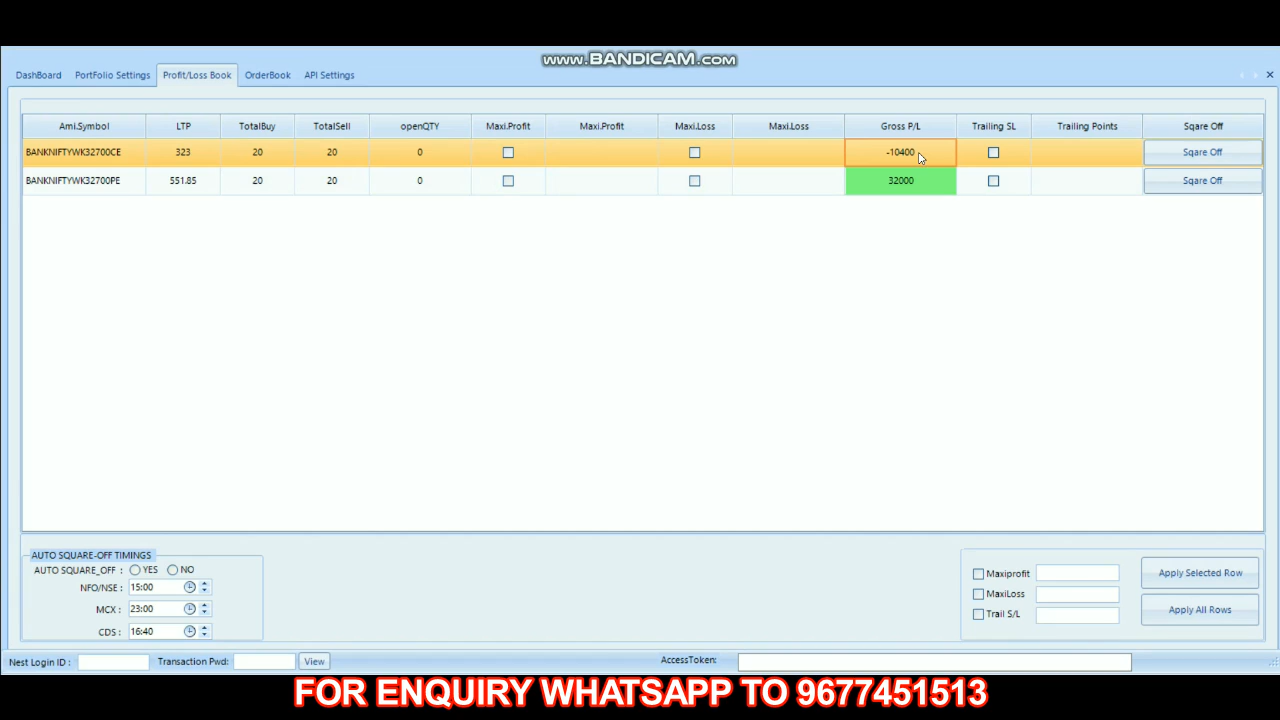 www.BANDICAM.com
DashBoard PortFolio Settings Profit/Loss Book OrderBook API Settings
Ami.Symbol LTP TotalBuy TotalSell openQTY Maxi.Profit Maxi.Profit Maxi.Loss Maxi.Loss Gross P/L Trailing SL Trailing Points Sqare Off
BANKNIFTYWK32700CE 323 20 20 0 -10400 Sqare Off
BANKNIFTYWK32700PE 551.85 20 20 0 32000 Sqare Off
AUTO SQUARE-OFF TIMINGS
AUTO SQUARE_OFF : YES NO
NFO/NSE : 15:00
MCX : 23:00
CDS : 16:40
Maxiprofit
MaxiLoss
Trail S/L
Apply Selected Row
Apply All Rows
Nest Login ID : Transaction Pwd: View AccessToken:
FOR ENQUIRY WHATSAPP TO 9677451513